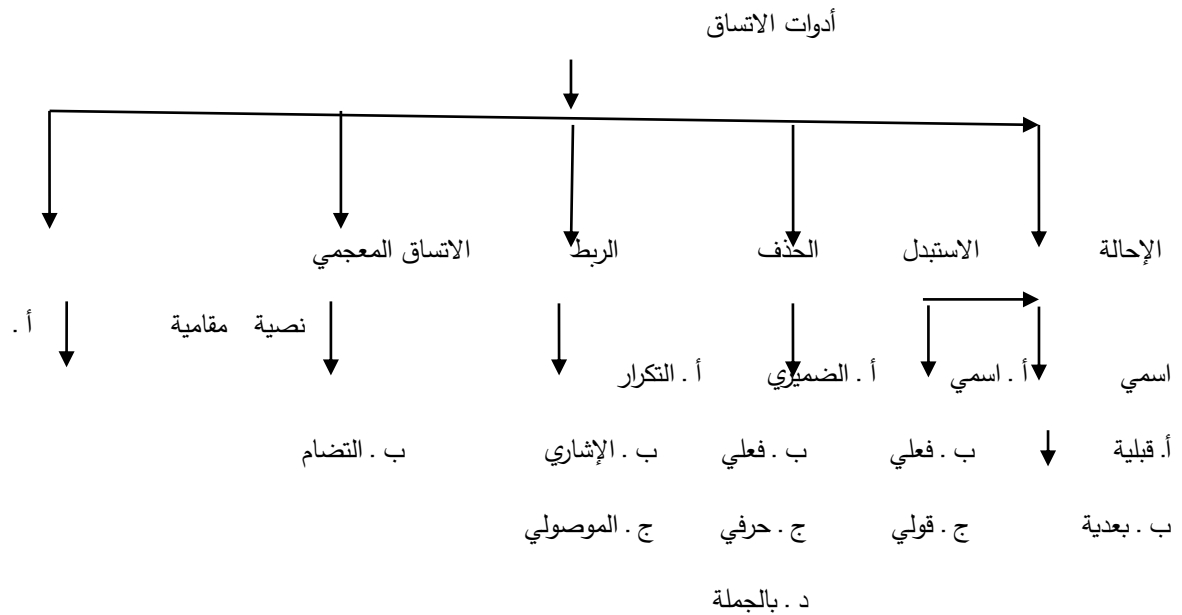 أدوات الاتساق
الإحالة الاستبدل الحذف الربط الاتساق المعجمي
نصية مقامية أ .
اسمي أ . اسمي أ . الضميري أ . التكرار
أ. قبلية ب . فعلي ب . فعلي ب . الإشاري ب . التضام
ب . بعدية ج . قولي ج . حرفي ج . الموصولي
د . بالجملة